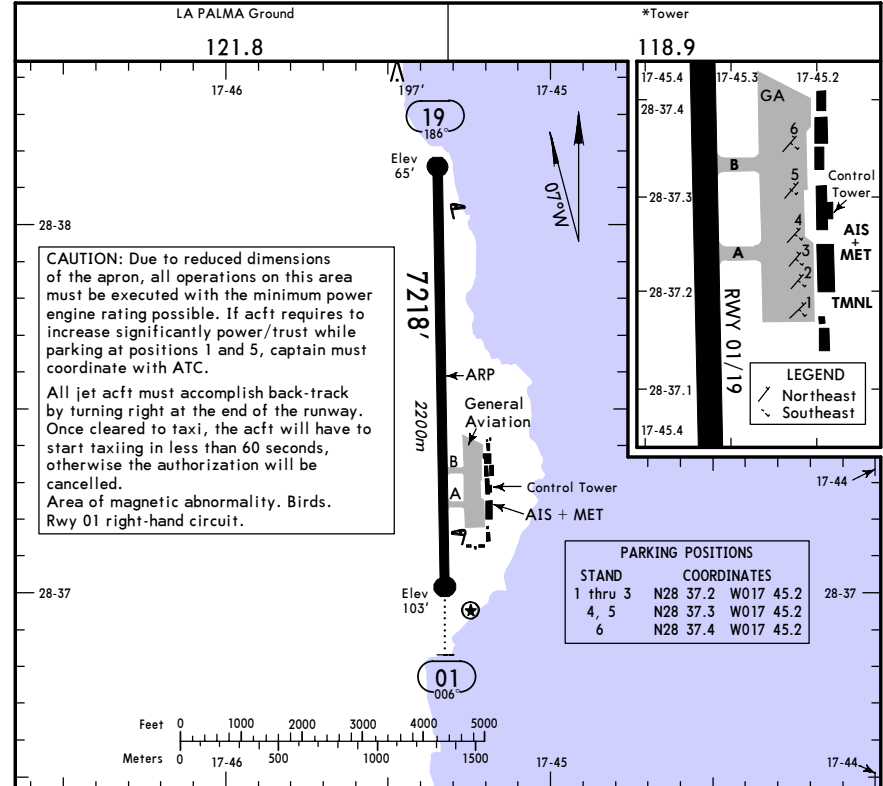 LA PALMA Ground
121.8
*Tower
118.9
17-46
197'
17-45
19
186°
Elev
65'
07°W
28-38
CAUTION: Due to reduced dimensions
of the apron, all operations on this area
must be executed with the minimum power
engine rating possible. If acft requires to
increase significantly power/trust while
parking at positions 1 and 5, captain must
coordinate with ATC.
All jet acft must accomplish back-track
by turning right at the end of the runway.
Once cleared to taxi, the acft will have to
start taxiing in less than 60 seconds,
otherwise the authorization will be
cancelled.
Area of magnetic abnormality. Birds.
Rwy 01 right-hand circuit.
7218'
2200m
ARP
General
Aviation
B
A
Control Tower
AIS + MET
28-37
Elev
103'
01
006°
Feet 0 1000 2000 3000 4000 5000
Meters 0 500 1000 1500
17-46
17-45
17-44
17-45.4
17-45.3
17-45.2
28-37.4
GA
6
B
5
Control
Tower
28-37.3
4
AIS
+
MET
A
3
2
28-37.2
1
TMNL
RWY 01/19
28-37.1
17-45.4
LEGEND
Northeast
Southeast
17-44
PARKING POSITIONS
STAND COORDINATES
1 thru 3 N28 37.2 W017 45.2
4, 5 N28 37.3 W017 45.2
6 N28 37.4 W017 45.2
28-37